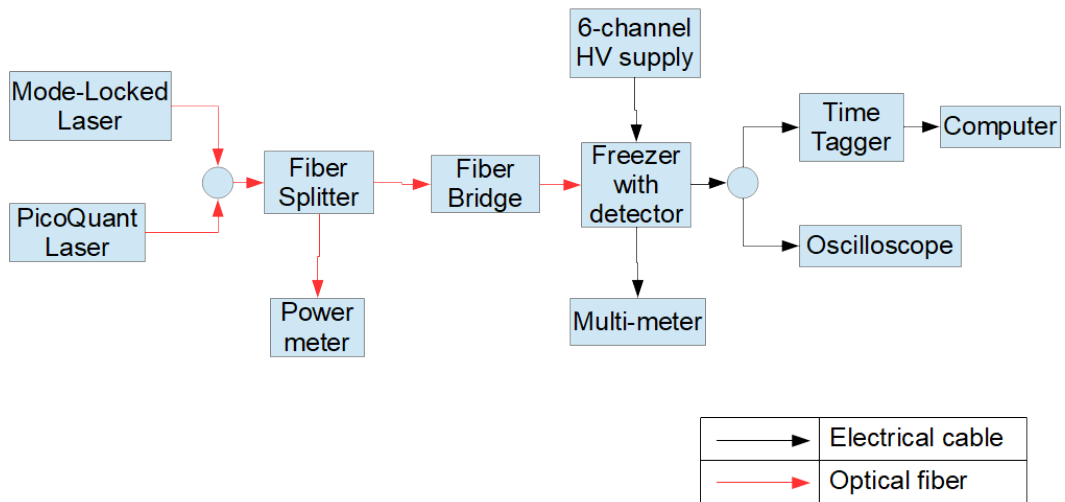 6-channel
HV supply
Mode-Locked
Laser
Time
Tagger
Computer
Fiber
Splitter
Fiber
Bridge
Freezer
with
detector
PicoQuant
Laser
Oscilloscope
Power
meter
Multi-meter
Electrical cable
Optical fiber